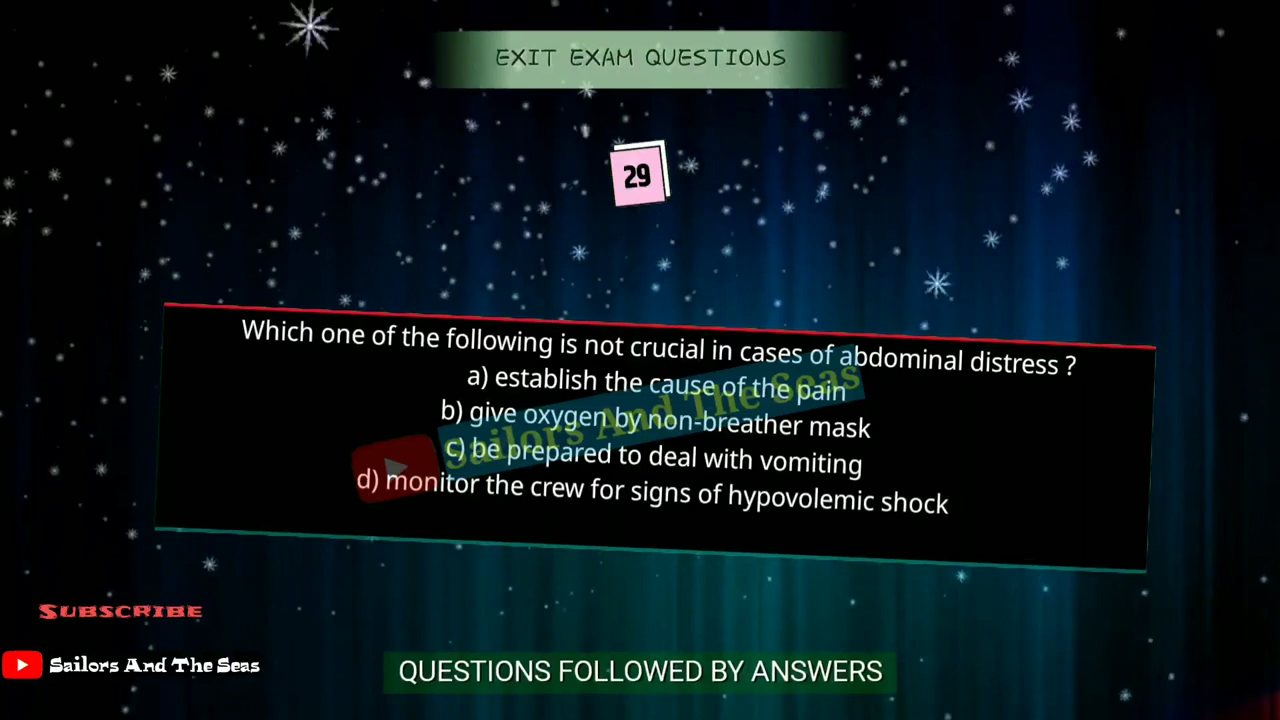 EXIT EXAM QUESTIONS
29
Which one of the following is not crucial in cases of abdominal distress ?
a) establish the cause of the pain
b) give oxygen by non-breather mask
c) be prepared to deal with vomiting
d) monitor the crew for signs of hypovolemic shock
Sailors And The Seas
SUBSCRIBE
Sailors And The Seas
QUESTIONS FOLLOWED BY ANSWERS